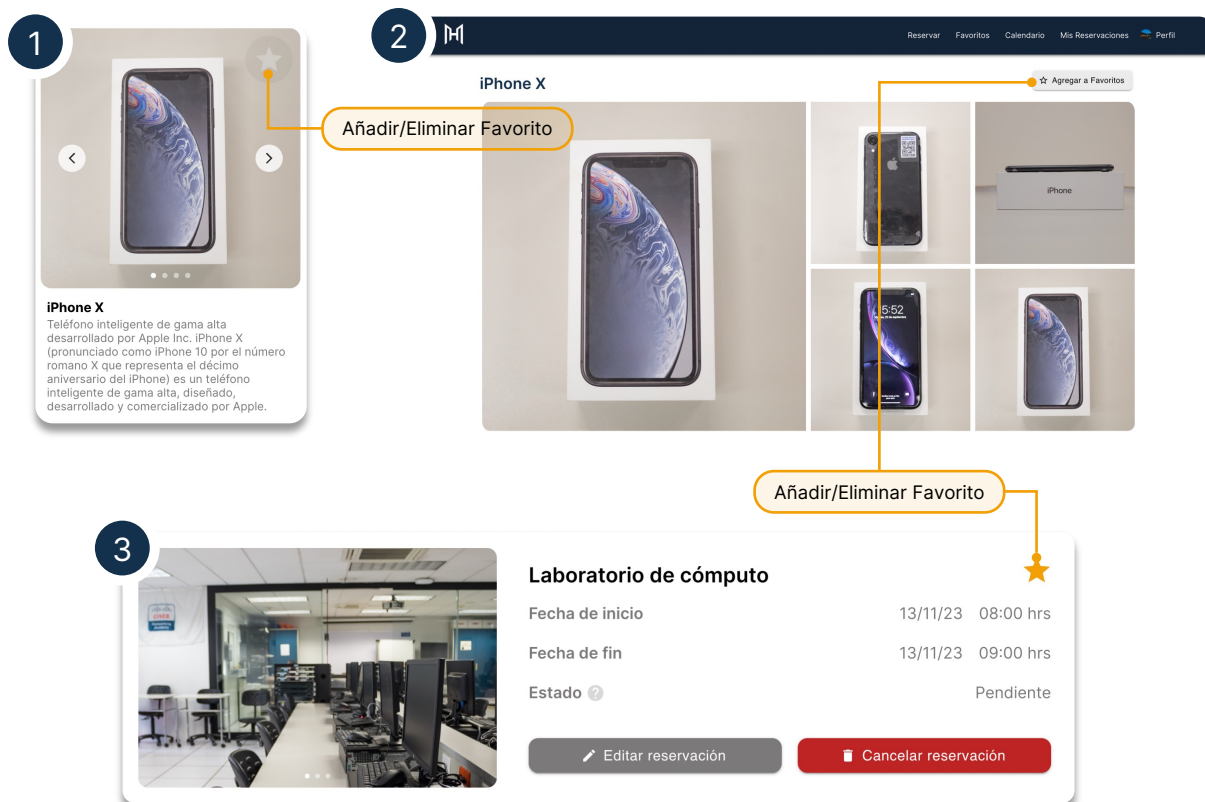 1
Añadir/Eliminar Favorito
iPhone X
Teléfono inteligente de gama alta
desarrollado por Apple Inc. iPhone X
(pronunciado como iPhone 10 por el número
romano X que representa el décimo
aniversario del iPhone) es un teléfono
inteligente de gama alta, diseñado,
desarrollado y comercializado por Apple.
2
Reservar Favoritos Calendario Mis Reservaciones Perfil
iPhone X
Agregar a Favoritos
iPhone
5:52
Añadir/Eliminar Favorito
3
Laboratorio de cómputo
Fecha de inicio 13/11/23 08:00 hrs
Fecha de fin 13/11/23 09:00 hrs
Estado ? Pendiente
Editar reservación Cancelar reservación